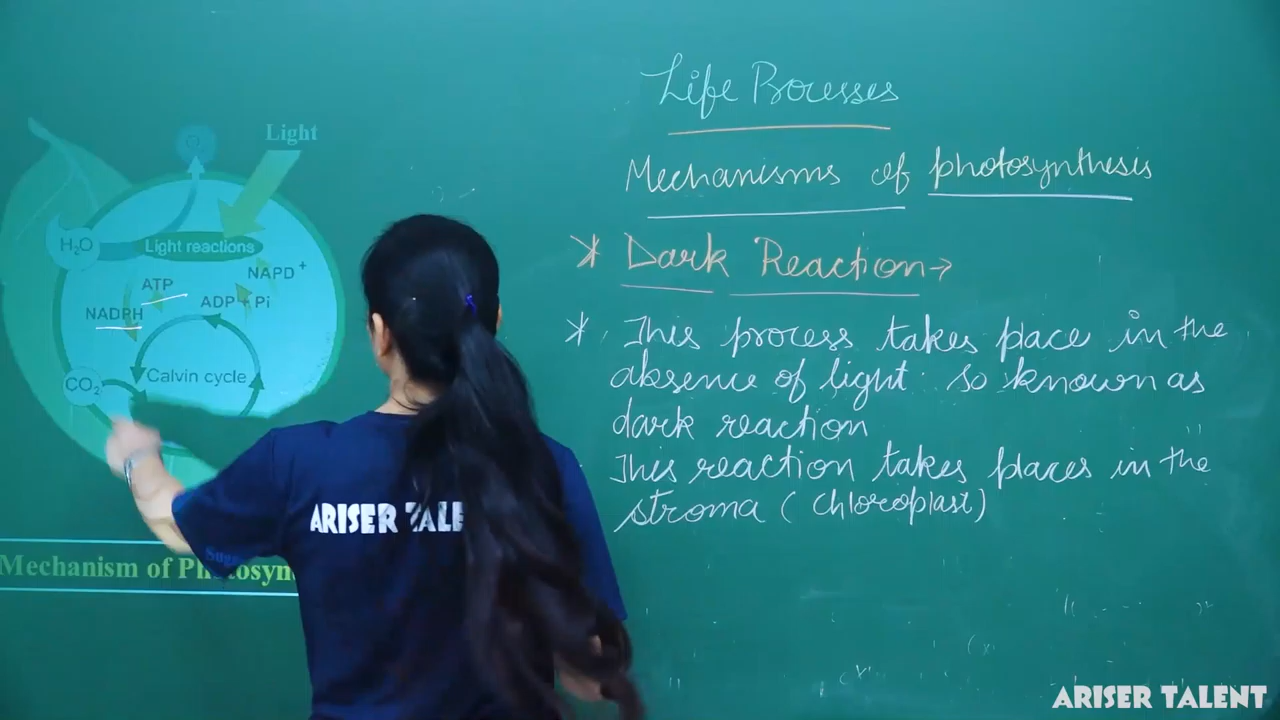 Life Processes
Mechanisms of photosynthesis
* Dark Reaction→
* This process takes place in the
absence of light. so known as
dark reaction
This reaction takes places in the
stroma ( chloroplast)
Light
O₂
H₂O
Light reactions
NAPD⁺
ATP
ADP + Pi
NADPH
CO₂
Calvin cycle
Mechanism of
ARISER TALE
ARISER TALENT